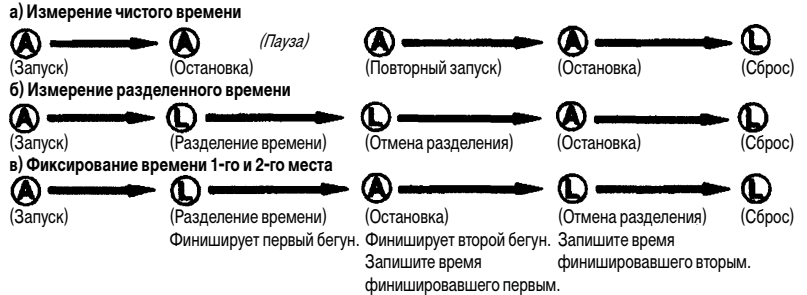 а) Измерение чистого времени
A A (Пауза) A A L
(Запуск) (Остановка) (Повторный запуск) (Остановка) (Сброс)
б) Измерение разделенного времени
A L L A L
(Запуск) (Разделение времени) (Отмена разделения) (Остановка) (Сброс)
в) Фиксирование времени 1-го и 2-го места
A L A L L
(Запуск) (Разделение времени) (Остановка) (Отмена разделения) (Сброс)
Финиширует первый бегун. Финиширует второй бегун. Запишите время
Запишите время финишировавшего вторым.
финишировавшего первым.